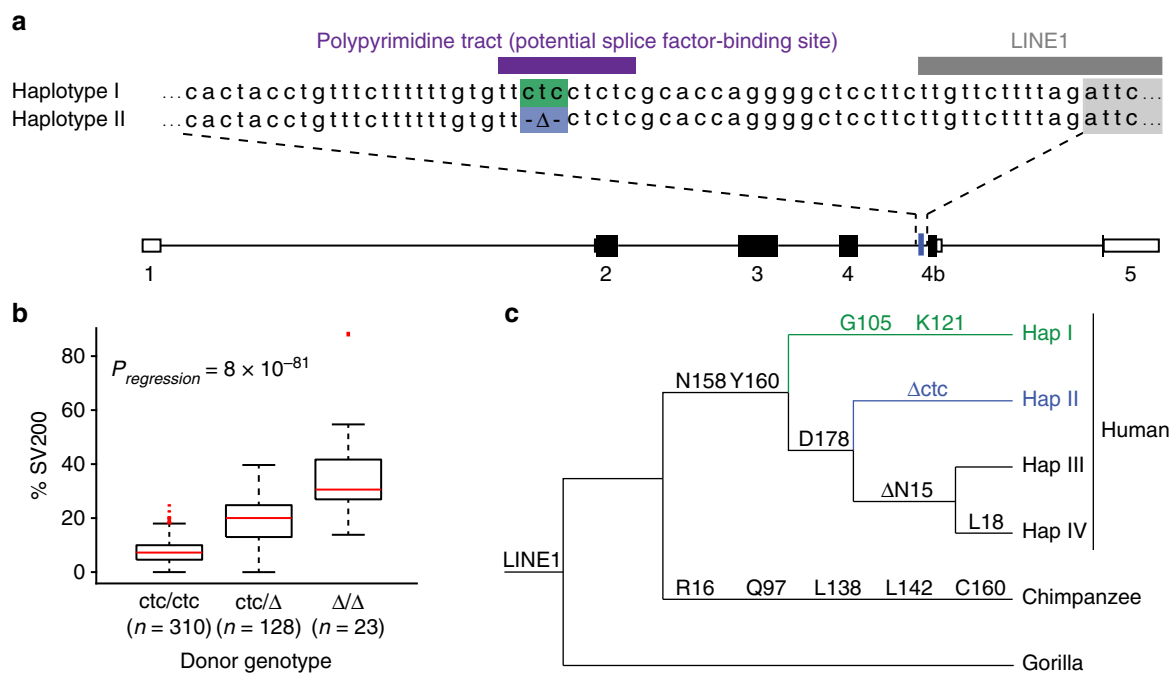 a
Polypyrimidine tract (potential splice factor-binding site)
LINE1
Haplotype I ...cactacctgtttcttttttgtgttctcctctcgcaccaggggctccttcttgttcttttagattc...
Haplotype II ...cactacctgtttcttttttgtgtt-Δ-ctctcgcaccaggggctccttcttgttcttttagattc...
1 2 3 4 4b 5
b
% SV200
80
60
40
20
0
P_regression = 8 × 10⁻⁸¹
ctc/ctc ctc/Δ Δ/Δ
(n = 310) (n = 128) (n = 23)
Donor genotype
c
G105 K121 Hap I
N158 Y160
Δctc Hap II
D178
Human
Hap III
ΔN15
L18 Hap IV
LINE1
R16 Q97 L138 L142 C160 Chimpanzee
Gorilla